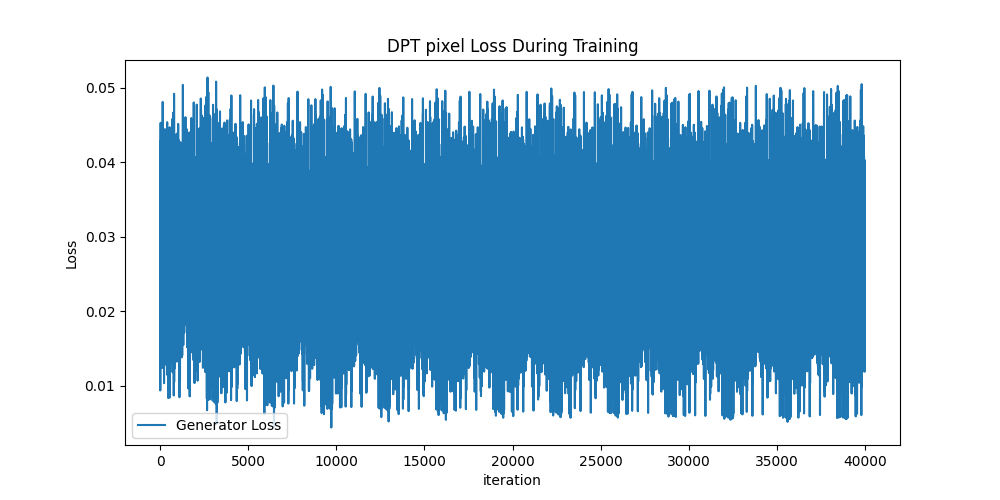 DPT pixel Loss During Training
0.05
0.04
0.03
0.02
0.01
Loss
Generator Loss
0 5000 10000 15000 20000 25000 30000 35000 40000
iteration